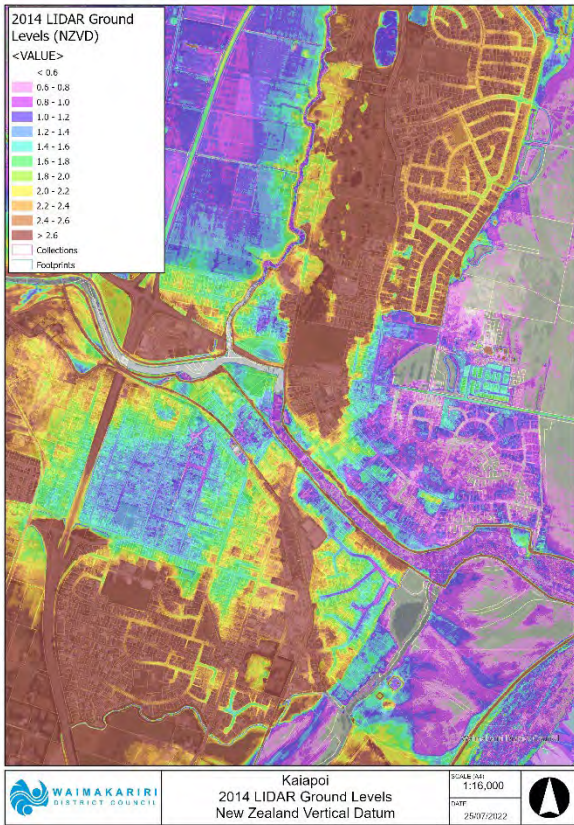 2014 LIDAR Ground
Levels (NZVD)
<VALUE>
< 0.6
0.6 - 0.8
0.8 - 1.0
1.0 - 1.2
1.2 - 1.4
1.4 - 1.6
1.6 - 1.8
1.8 - 2.0
2.0 - 2.2
2.2 - 2.4
2.4 - 2.6
> 2.6
Collections
Footprints
WAIMAKARIRI
DISTRICT COUNCIL
Kaiapoi
2014 LIDAR Ground Levels
New Zealand Vertical Datum
SCALE (A4)
1:16,000
DATE
25/07/2022